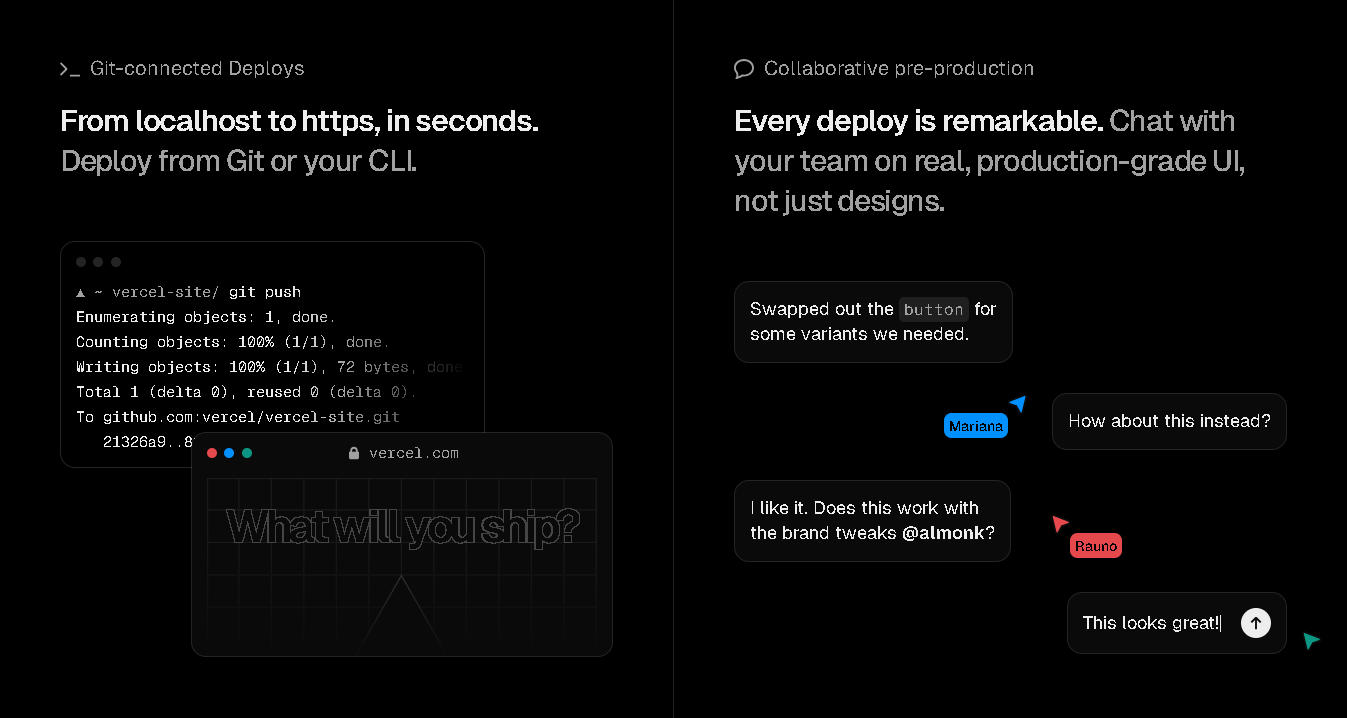 Git-connected Deploys
From localhost to https, in seconds.
Deploy from Git or your CLI.
▲ ~ vercel-site/ git push
Enumerating objects: 1, done.
Counting objects: 100% (1/1), done.
Writing objects: 100% (1/1), 72 bytes, done
Total 1 (delta 0), reused 0 (delta 0).
To github.com:vercel/vercel-site.git
21326a9..8
vercel.com
What will you ship?
Collaborative pre-production
Every deploy is remarkable. Chat with
your team on real, production-grade UI,
not just designs.
Swapped out the button for
some variants we needed.
Mariana
How about this instead?
I like it. Does this work with
the brand tweaks @almonk?
Rauno
This looks great!